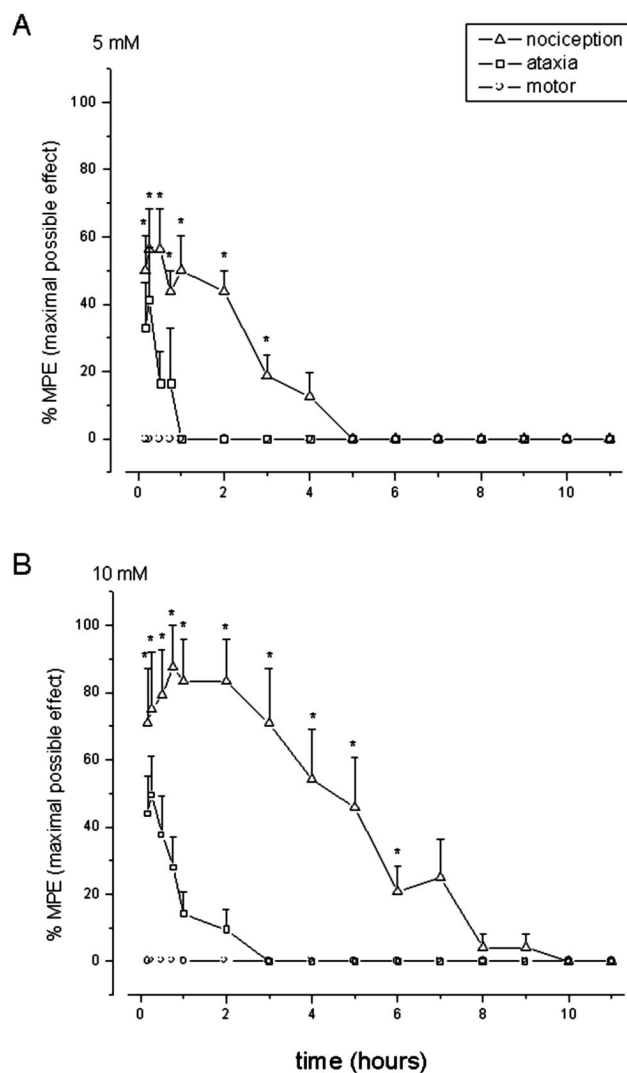 A
5 mM
nociception
ataxia
motor
100
80
60
40
20
0
% MPE (maximal possible effect)
* * * * * * *
0 2 4 6 8 10
B
10 mM
100
80
60
40
20
0
% MPE (maximal possible effect)
* * * * * * * * * *
0 2 4 6 8 10
time (hours)